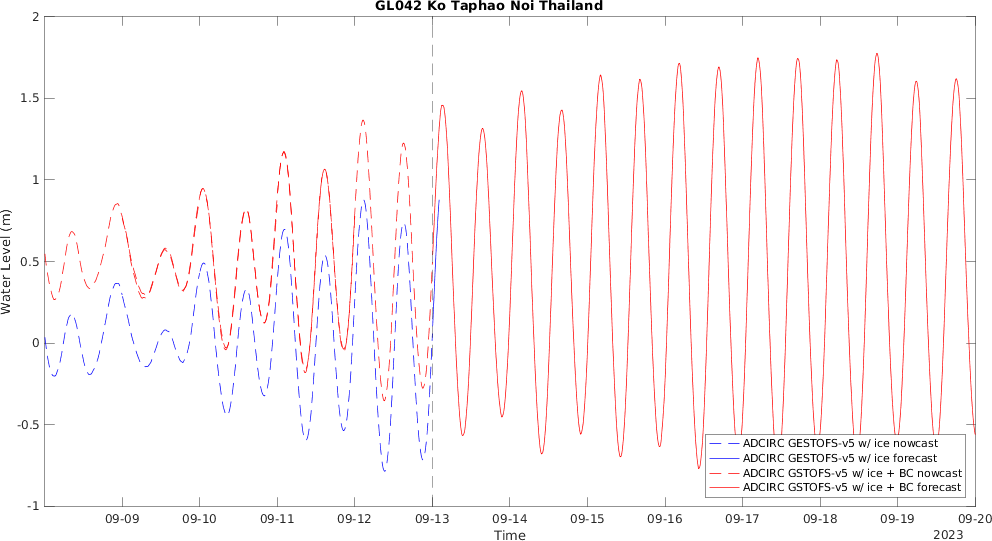 GL042 Ko Taphao Noi Thailand
2
1.5
1
0.5
0
-0.5
-1
Water Level (m)
ADCIRC GESTOFS-v5 w/ ice nowcast
ADCIRC GESTOFS-v5 w/ ice forecast
ADCIRC GSTOFS-v5 w/ ice + BC nowcast
ADCIRC GSTOFS-v5 w/ ice + BC forecast
09-09 09-10 09-11 09-12 09-13 09-14 09-15 09-16 09-17 09-18 09-19 09-20
Time
2023